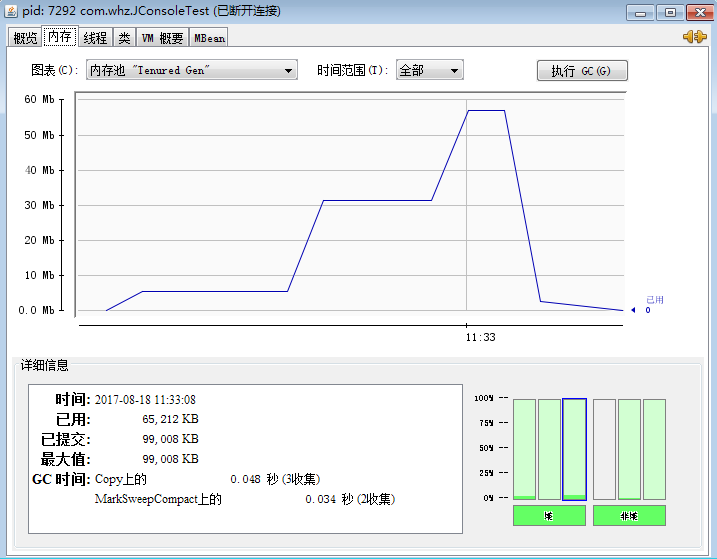 pid: 7292 com.whz.JConsoleTest (已断开连接)
概览 内存 线程 类 VM 概要 MBean
图表(C): 内存池 "Tenured Gen" 时间范围(T): 全部 执行 GC(G)
60 Mb
50 Mb
40 Mb
30 Mb
20 Mb
10 Mb
0.0 Mb
已用
0
11:33
详细信息
时间: 2017-08-18 11:33:08
已用: 65,212 KB
已提交: 99,008 KB
最大值: 99,008 KB
GC 时间: Copy上的 0.048 秒 (3收集)
MarkSweepCompact上的 0.034 秒 (2收集)
100% --
75% --
50% --
25% --
0% --
堆 非堆